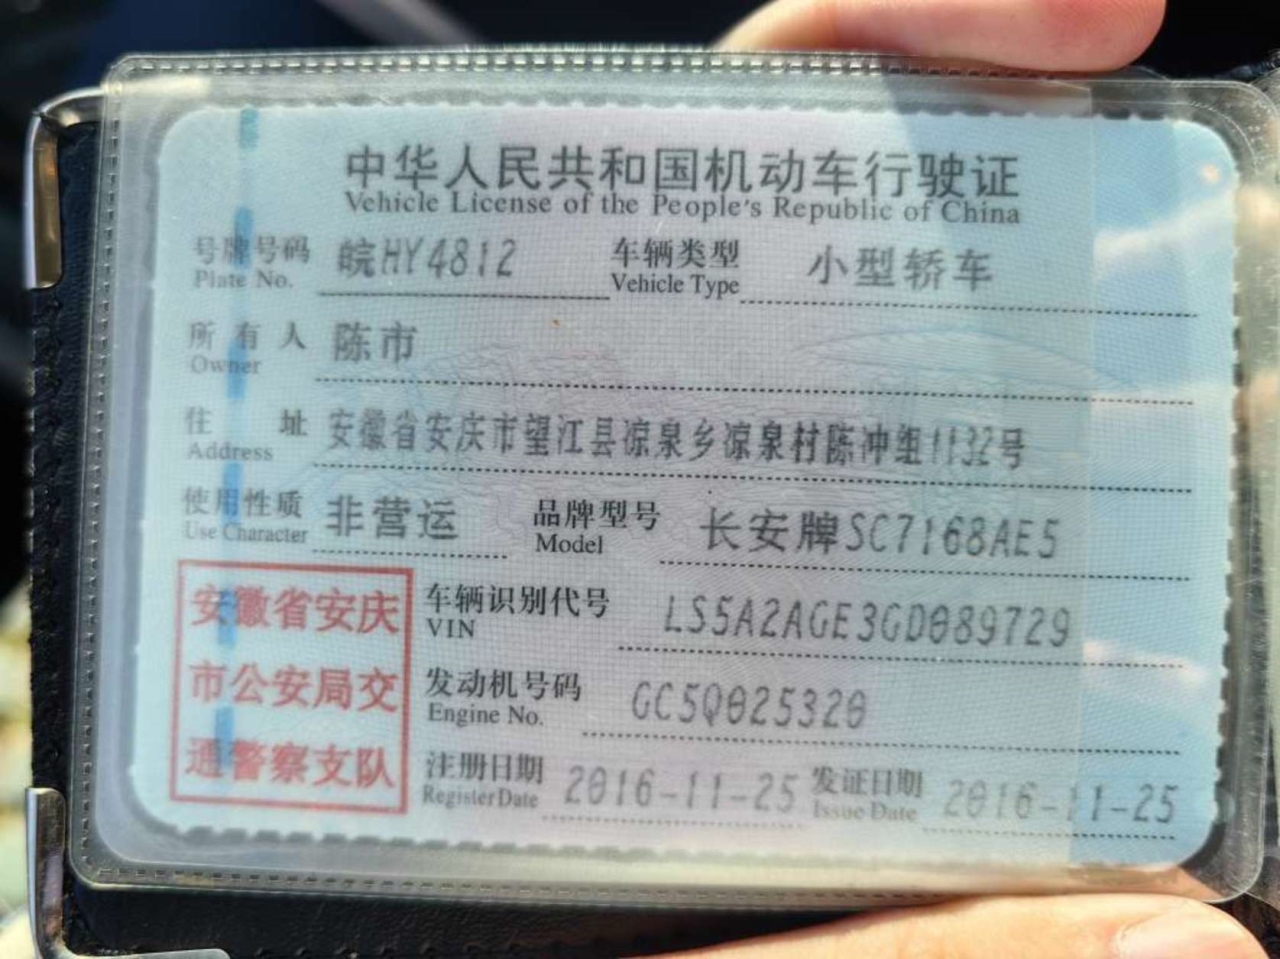 中华人民共和国机动车行驶证
Vehicle License of the People's Republic of China
号牌号码 皖HY4812 车辆类型 小型轿车
Plate No. Vehicle Type
所有人 陈市
Owner
住址 安徽省安庆市望江县凉泉乡凉泉村陈冲组1132号
Address
使用性质 非营运 品牌型号 长安牌SC7168AE5
Use Character Model
安徽省安庆
市公安局交
通警察支队
车辆识别代号 LS5A2AGE3GD089729
VIN
发动机号码 GC5Q025320
Engine No.
注册日期 2016-11-25 发证日期 2016-11-25
Register Date Issue Date